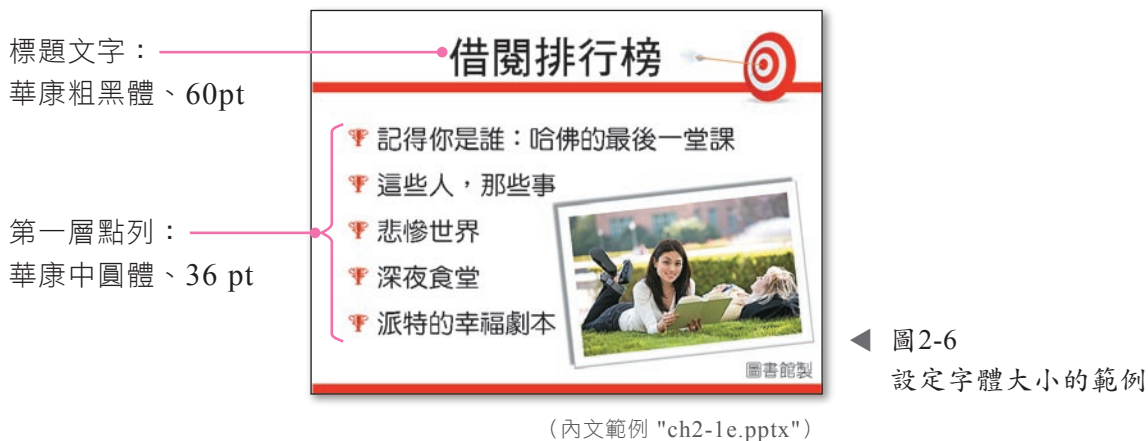 標題文字：
華康粗黑體、60pt
借閱排行榜
記得你是誰：哈佛的最後一堂課
這些人，那些事
第一層點列：
華康中圓體、36 pt
悲慘世界
深夜食堂
派特的幸福劇本
圖書館製
圖2-6
設定字體大小的範例
（內文範例 "ch2-1e.pptx"）